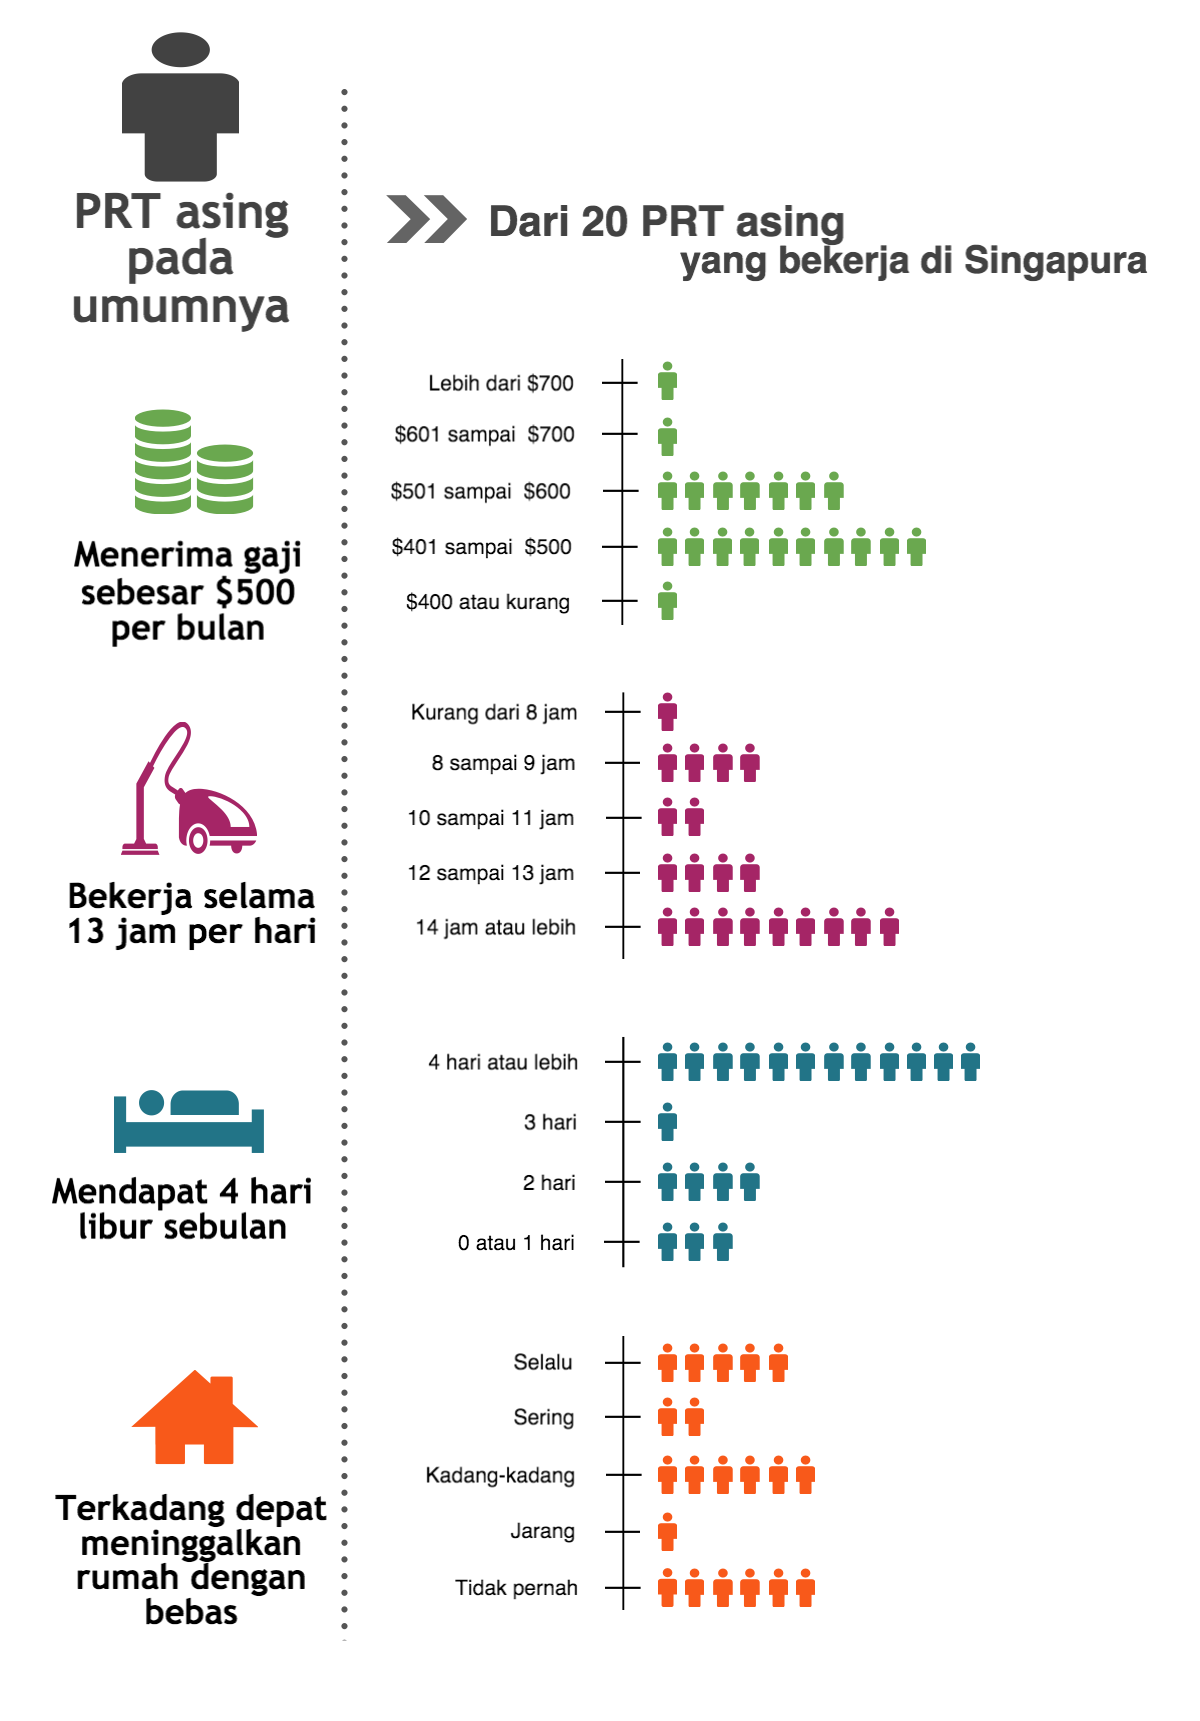 PRT asing
pada
umumnya
Dari 20 PRT asing
yang bekerja di Singapura
Menerima gaji
sebesar $500
per bulan
Lebih dari $700
$601 sampai $700
$501 sampai $600
$401 sampai $500
$400 atau kurang
Bekerja selama
13 jam per hari
Kurang dari 8 jam
8 sampai 9 jam
10 sampai 11 jam
12 sampai 13 jam
14 jam atau lebih
Mendapat 4 hari
libur sebulan
4 hari atau lebih
3 hari
2 hari
0 atau 1 hari
Terkadang depat
meninggalkan
rumah dengan
bebas
Selalu
Sering
Kadang-kadang
Jarang
Tidak pernah